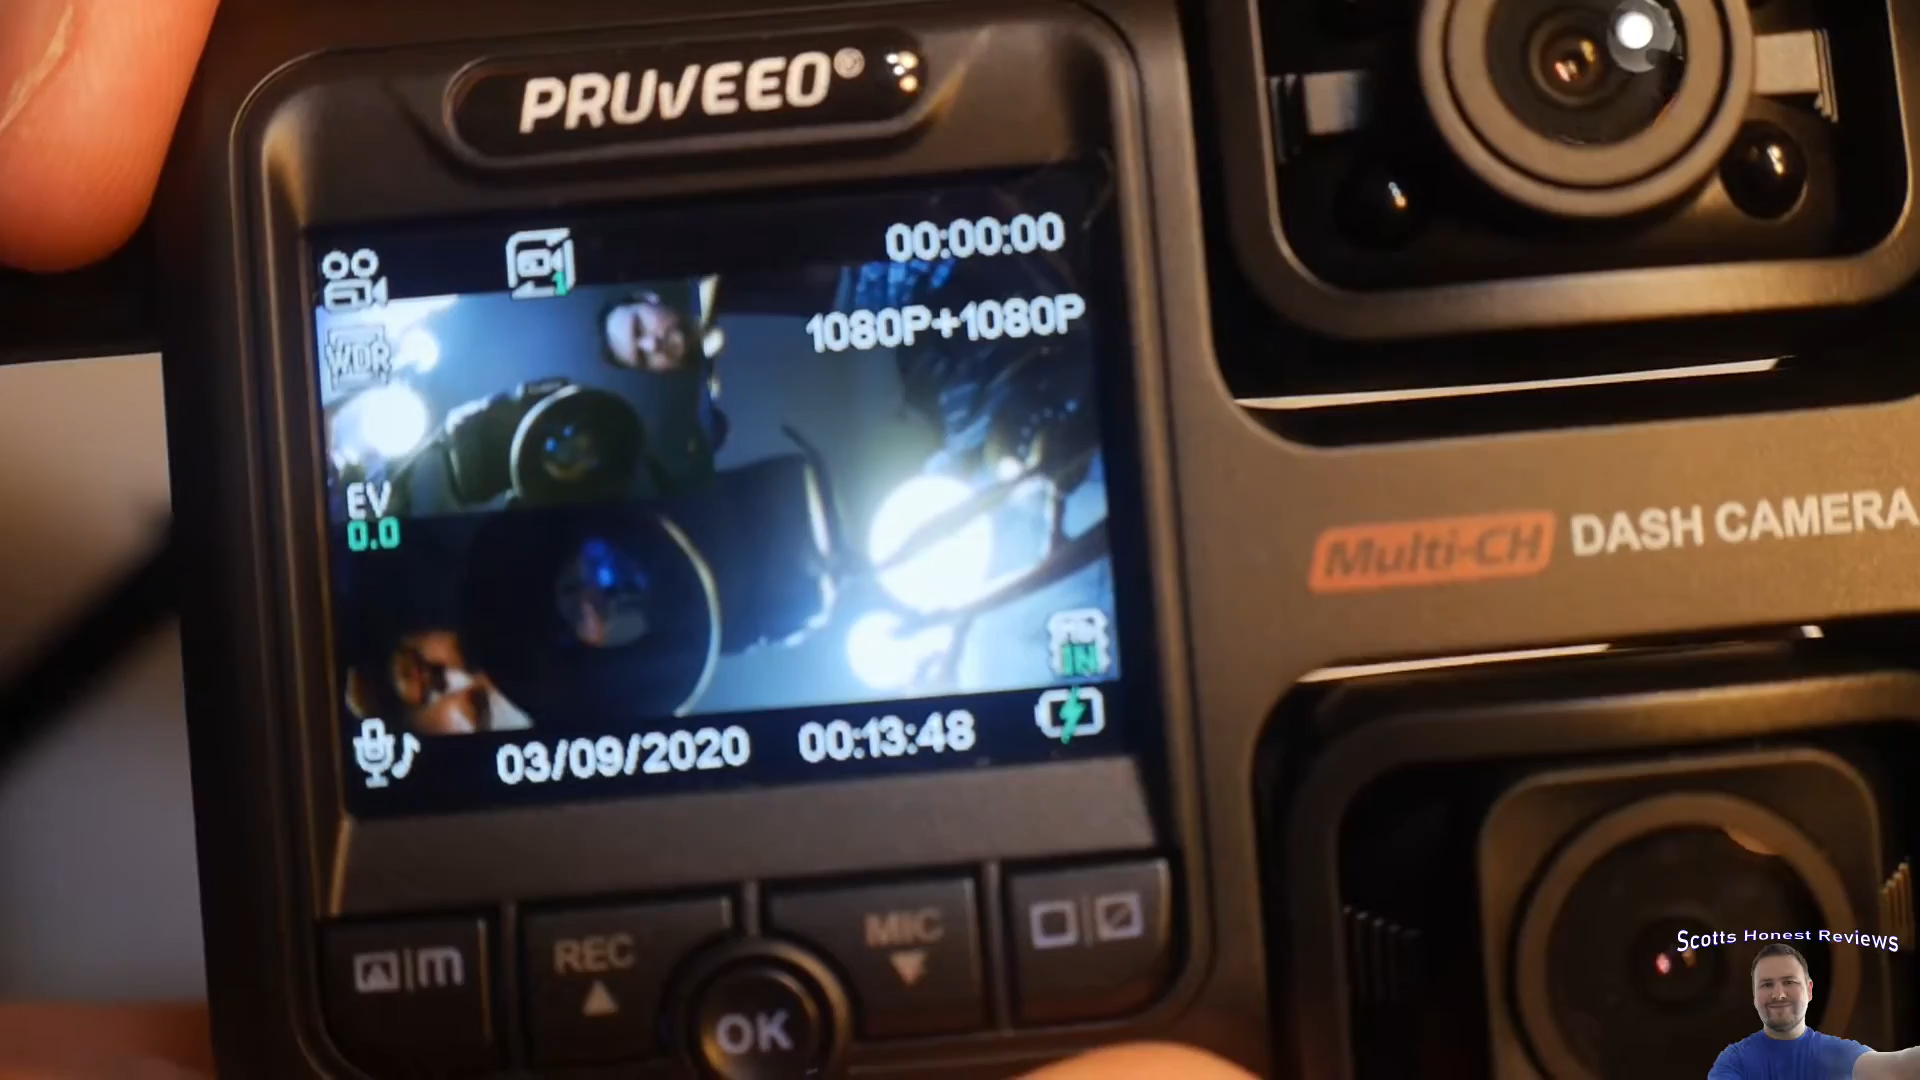 PRUVEEO®
00:00:00
1
1080P+1080P
WDR
EV
0.0
IN
03/09/2020 00:13:48
Multi-CH DASH CAMERA
m
REC
MIC
OK
Scotts Honest Reviews